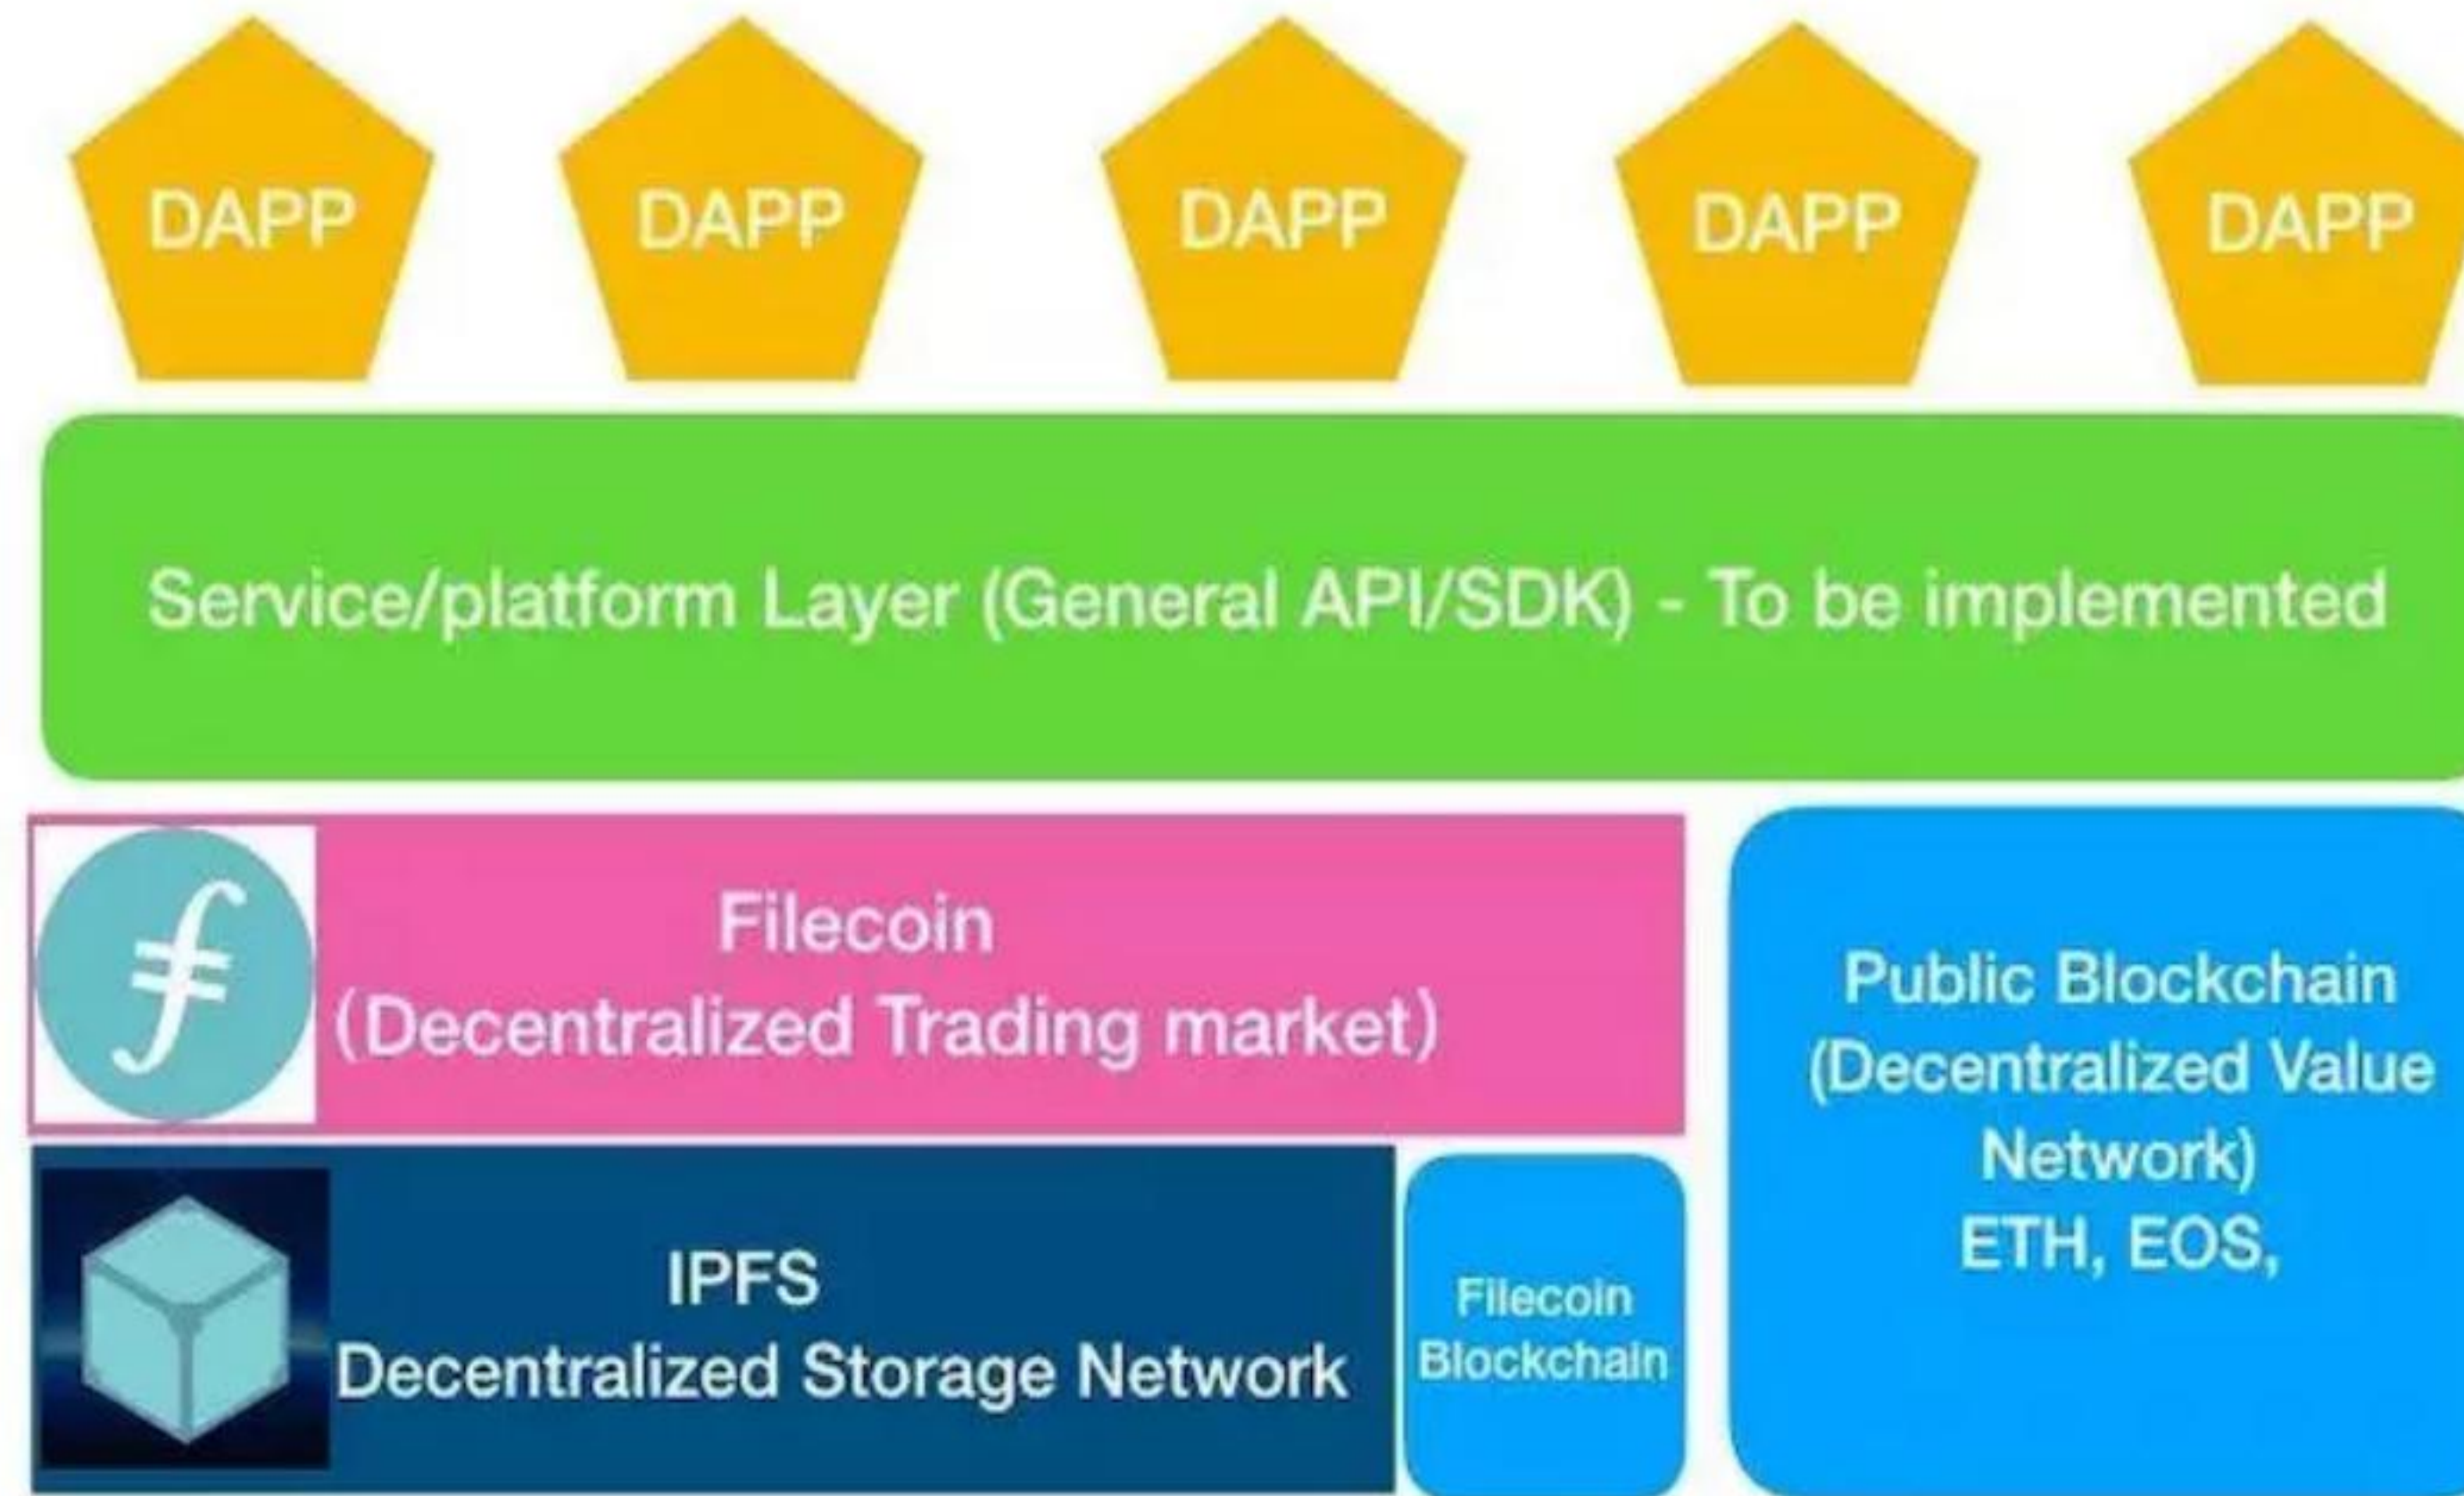 DAPP DAPP DAPP DAPP DAPP
Service/platform Layer (General API/SDK) - To be implemented
Filecoin
(Decentralized Trading market)
Public Blockchain
(Decentralized Value
Network)
ETH, EOS,
IPFS
Decentralized Storage Network
Filecoin
Blockchain